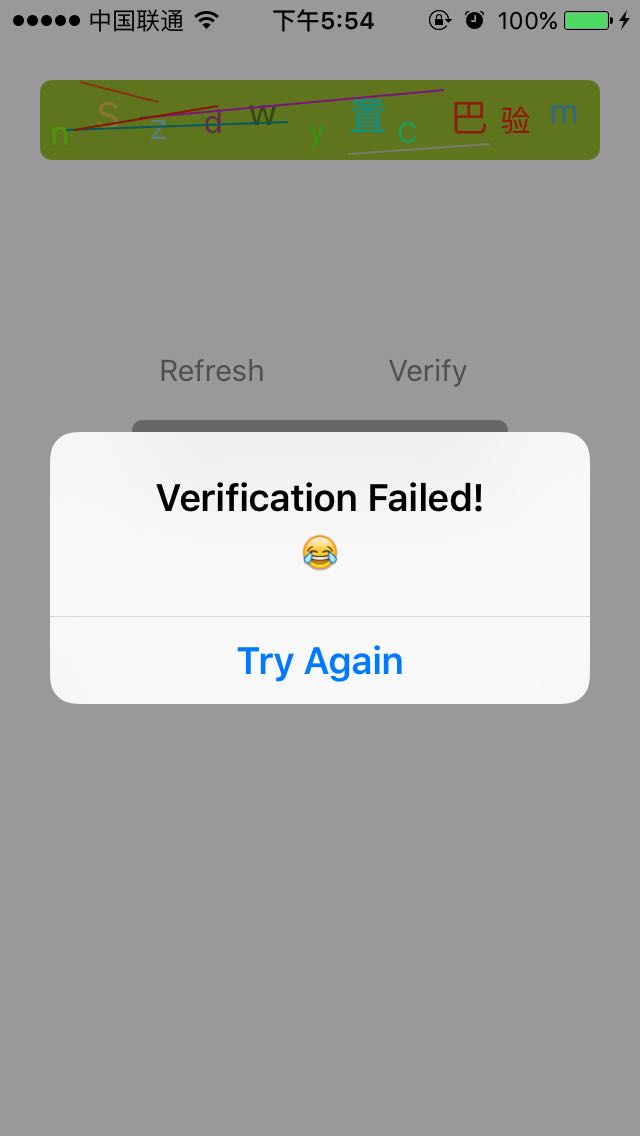 中国联通 下午5:54 100%
n S z d w y 置 c 巴 验 m
Refresh Verify
Verification Failed!
😂
Try Again